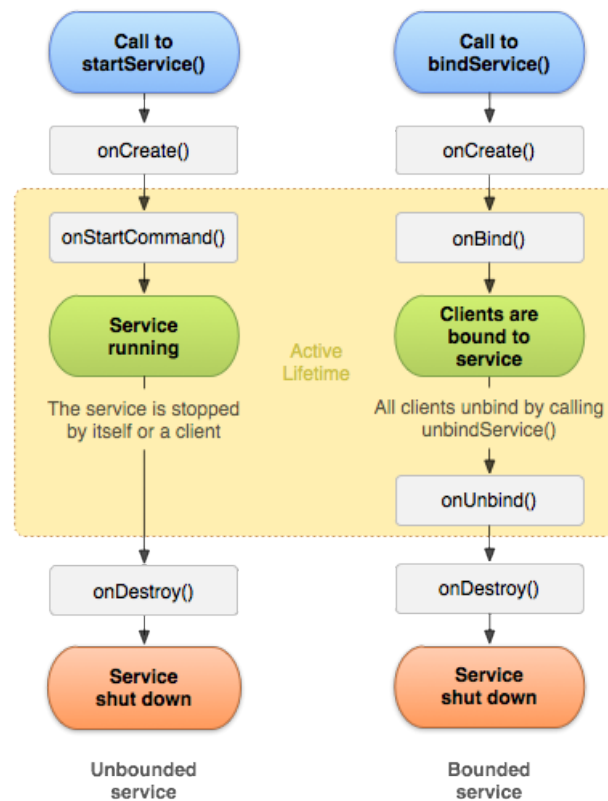 Call to
startService()
onCreate()
onStartCommand()
Service
running
The service is stopped
by itself or a client
onDestroy()
Service
shut down
Unbounded
service
Active
Lifetime
Call to
bindService()
onCreate()
onBind()
Clients are
bound to
service
All clients unbind by calling
unbindService()
onUnbind()
onDestroy()
Service
shut down
Bounded
service